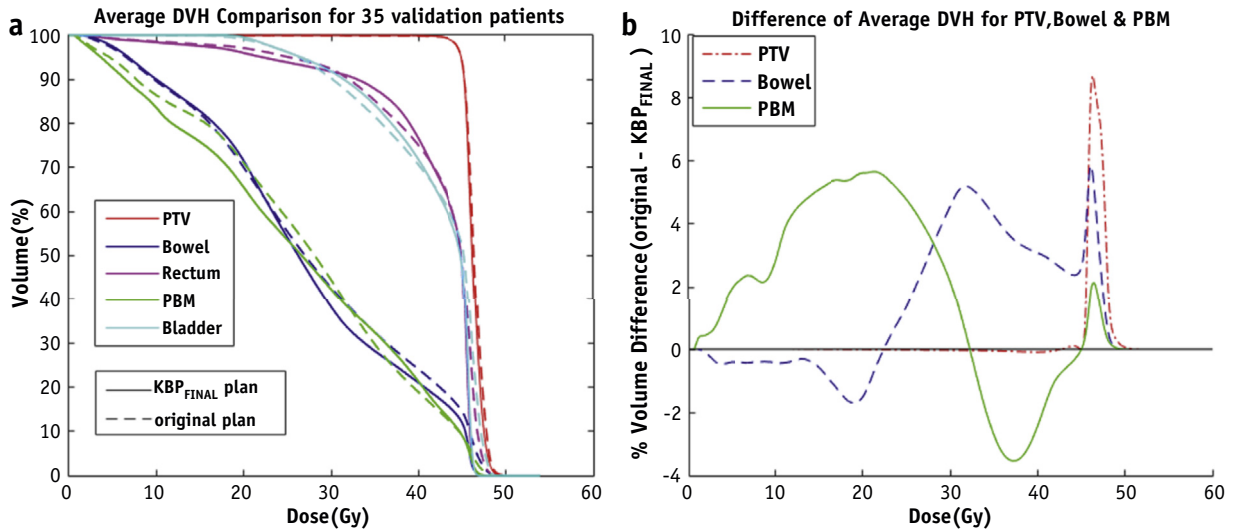 a
Average DVH Comparison for 35 validation patients
Volume(%)
100
90
80
70
60
50
40
30
20
10
0
PTV
Bowel
Rectum
PBM
Bladder
KBPFINAL plan
original plan
0 10 20 30 40 50 60
Dose(Gy)
b
Difference of Average DVH for PTV,Bowel & PBM
% Volume Difference(original - KBPFINAL)
10
8
6
4
2
0
-2
-4
PTV
Bowel
PBM
0 10 20 30 40 50 60
Dose(Gy)